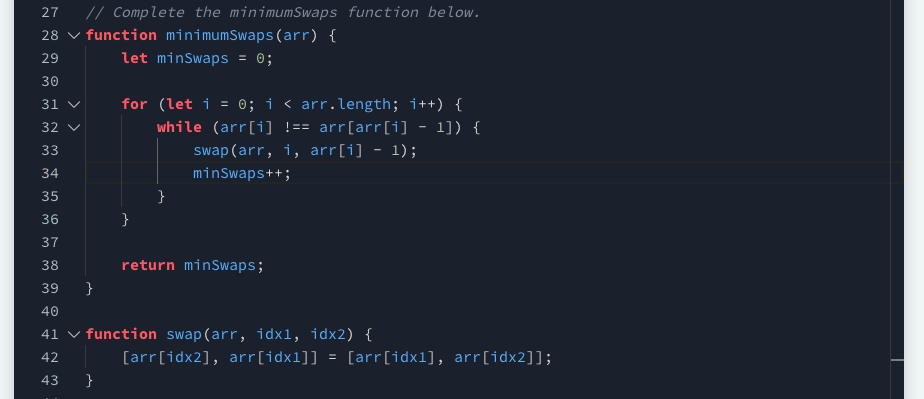 27 // Complete the minimumSwaps function below.
28 function minimumSwaps(arr) {
29 let minSwaps = 0;
30
31 for (let i = 0; i < arr.length; i++) {
32 while (arr[i] !== arr[arr[i] - 1]) {
33 swap(arr, i, arr[i] - 1);
34 minSwaps++;
35 }
36 }
37
38 return minSwaps;
39 }
40
41 function swap(arr, idx1, idx2) {
42 [arr[idx2], arr[idx1]] = [arr[idx1], arr[idx2]];
43 }